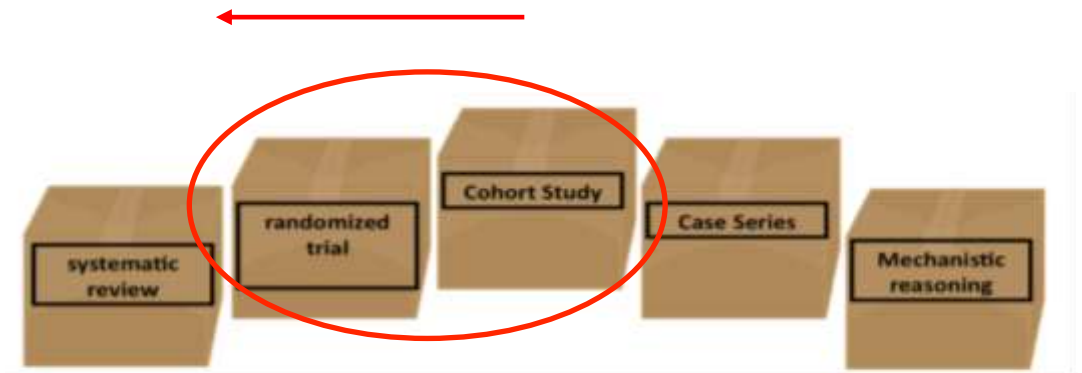 systematic
review
randomized
trial
Cohort Study
Case Series
Mechanistic
reasoning